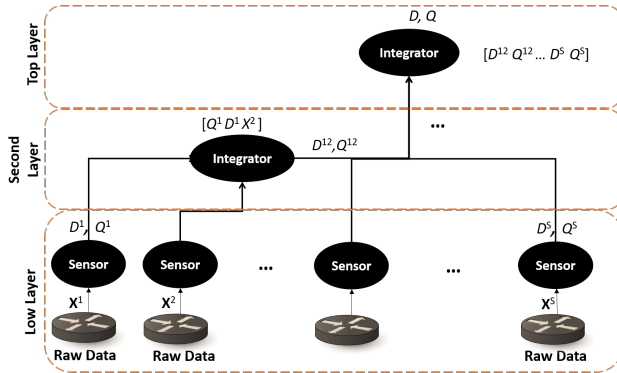 D, Q
Top Layer
Integrator
[D¹² Q¹² ... Dˢ Qˢ]
Second Layer
[Q¹ D¹ X²]
...
Integrator
D¹²,Q¹²
Low Layer
D¹, Q¹
Dˢ, Qˢ
Sensor Sensor ... Sensor ... Sensor
X¹ X² Xˢ
Raw Data Raw Data Raw Data